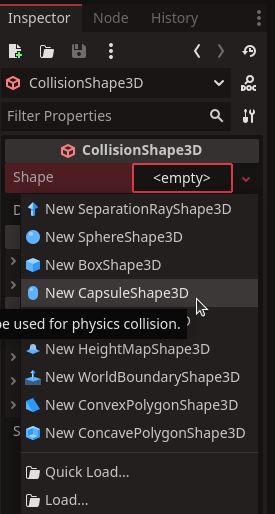 Inspector
Node
History
CollisionShape3D
DOC
Filter Properties
CollisionShape3D
Shape
<empty>
New SeparationRayShape3D
New SphereShape3D
New BoxShape3D
New CapsuleShape3D
be used for physics collision.
New HeightMapShape3D
New WorldBoundaryShape3D
New ConvexPolygonShape3D
New ConcavePolygonShape3D
Quick Load...
Load...